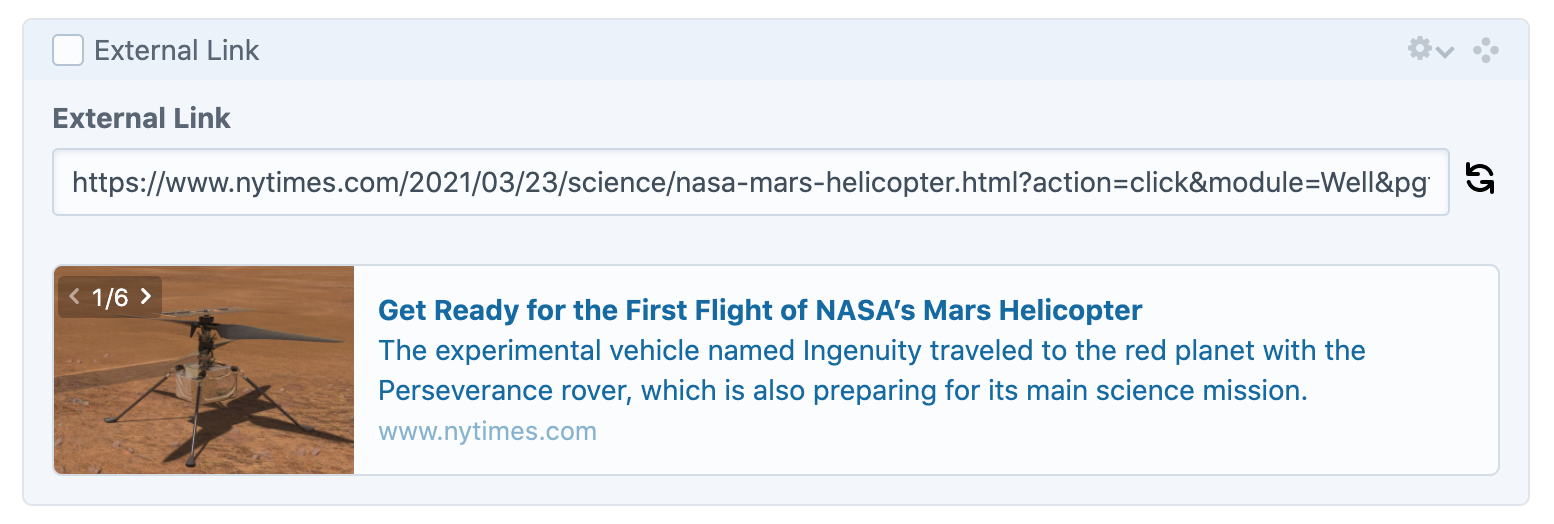 External Link
External Link
https://www.nytimes.com/2021/03/23/science/nasa-mars-helicopter.html?action=click&module=Well&pg
1/6
Get Ready for the First Flight of NASA’s Mars Helicopter
The experimental vehicle named Ingenuity traveled to the red planet with the
Perseverance rover, which is also preparing for its main science mission.
www.nytimes.com